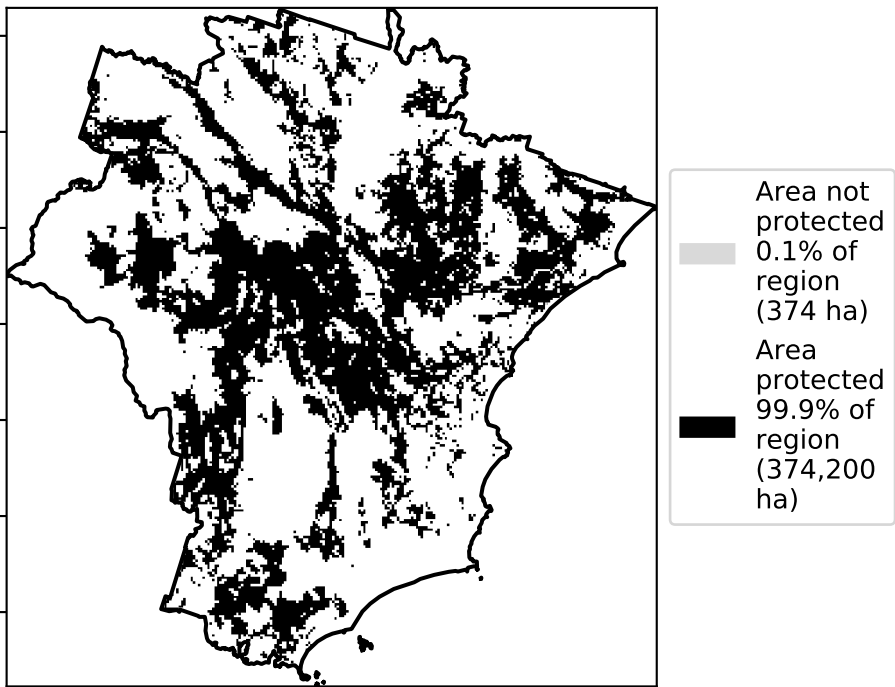 Area not
protected
0.1% of
region
(374 ha)
Area
protected
99.9% of
region
(374,200
ha)